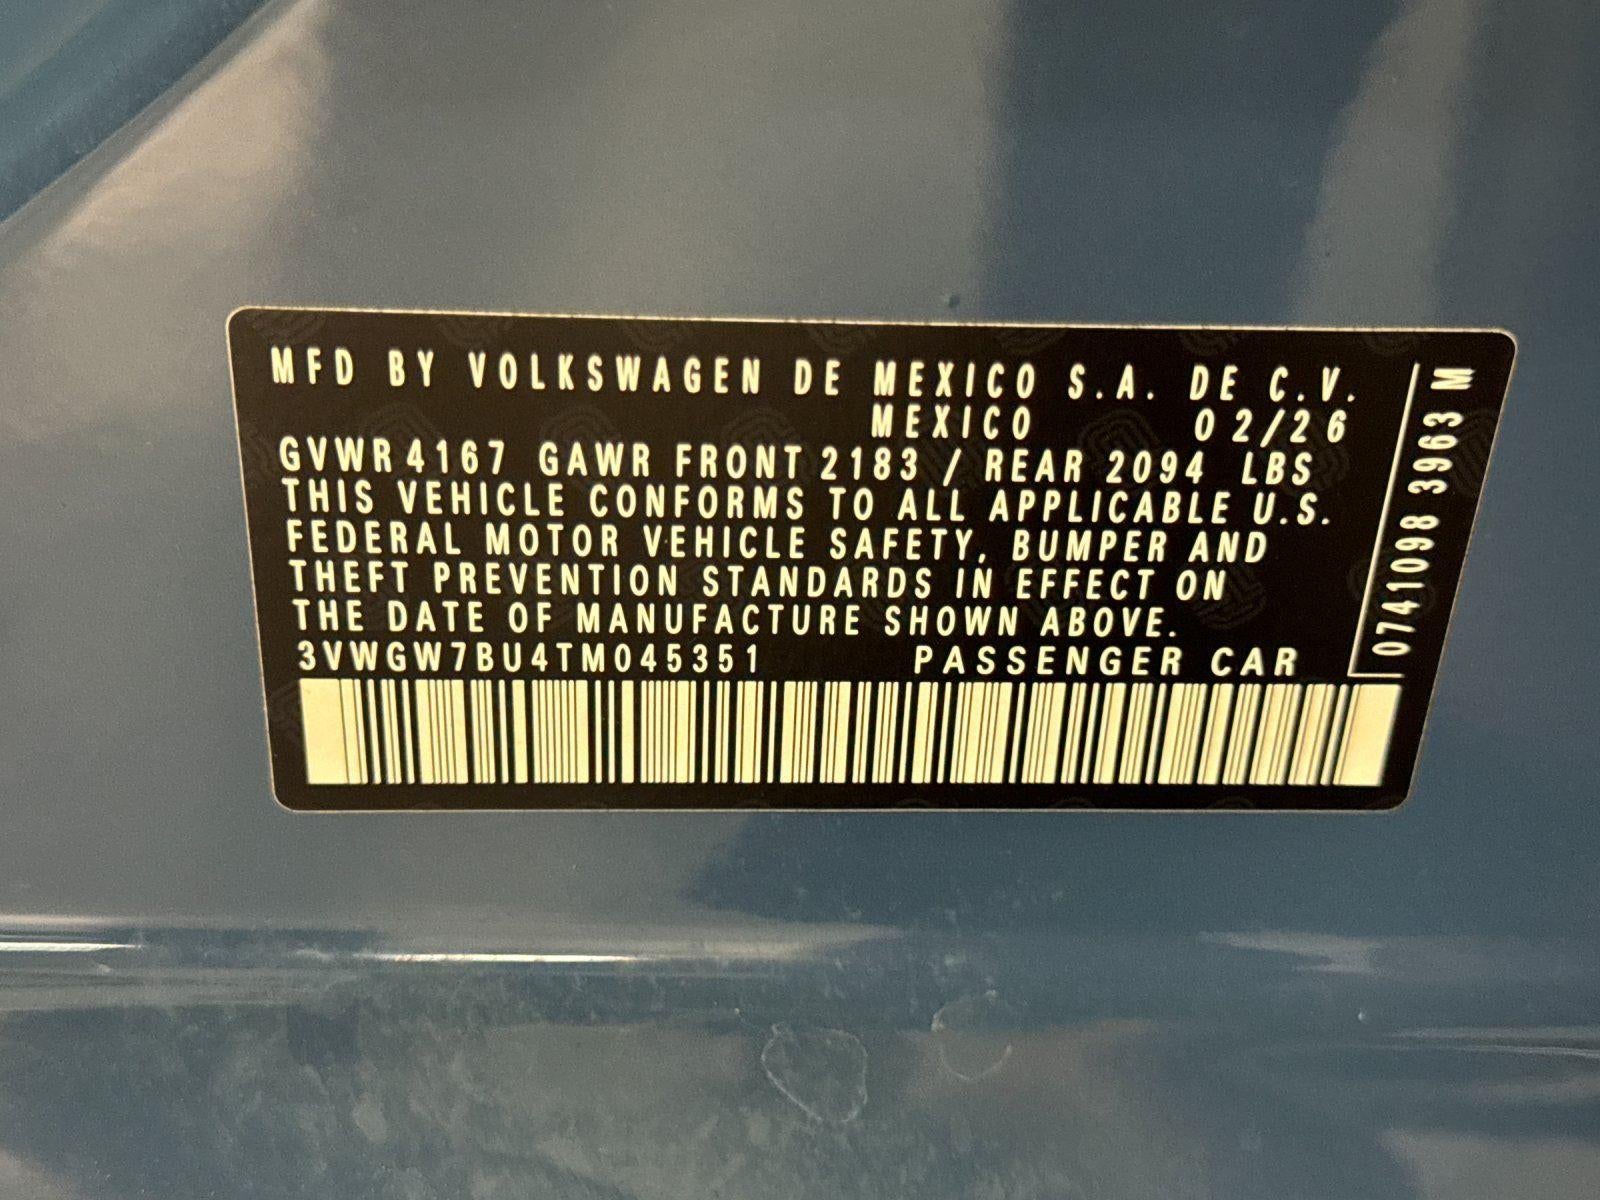 MFD BY VOLKSWAGEN DE MEXICO S.A. DE C.V.
MEXICO 02/26
GVWR 4167 GAWR FRONT 2183 / REAR 2094 LBS
THIS VEHICLE CONFORMS TO ALL APPLICABLE U.S.
FEDERAL MOTOR VEHICLE SAFETY, BUMPER AND
THEFT PREVENTION STANDARDS IN EFFECT ON
THE DATE OF MANUFACTURE SHOWN ABOVE.
3VWGW7BU4TM045351 PASSENGER CAR
0741098 3963 M